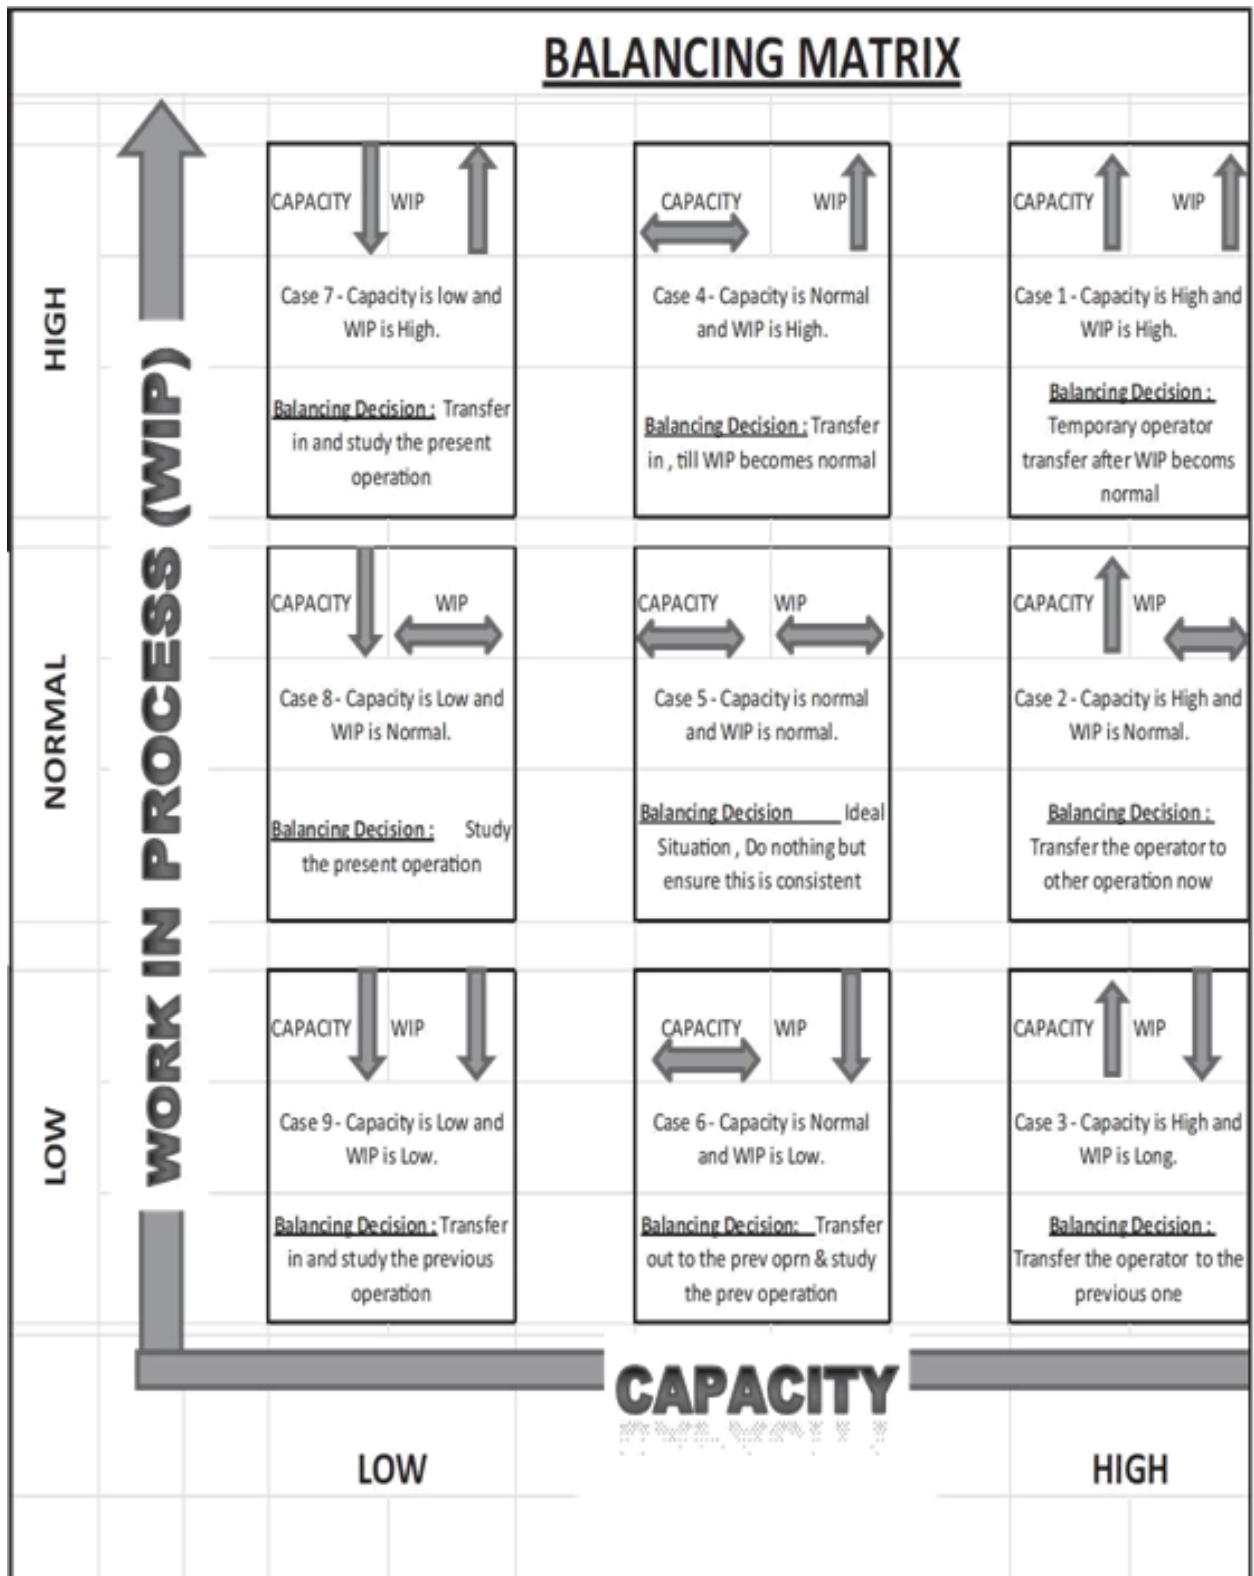 BALANCING MATRIX
HIGH
NORMAL
LOW
WORK IN PROCESS (WIP)
CAPACITY WIP
Case 7 - Capacity is low and
WIP is High.
Balancing Decision : Transfer
in and study the present
operation
CAPACITY WIP
Case 4 - Capacity is Normal
and WIP is High.
Balancing Decision : Transfer
in , till WIP becomes normal
CAPACITY WIP
Case 1 - Capacity is High and
WIP is High.
Balancing Decision :
Temporary operator
transfer after WIP becoms
normal
CAPACITY WIP
Case 8 - Capacity is Low and
WIP is Normal.
Balancing Decision : Study
the present operation
CAPACITY WIP
Case 5 - Capacity is normal
and WIP is normal.
Balancing Decision Ideal
Situation , Do nothing but
ensure this is consistent
CAPACITY WIP
Case 2 - Capacity is High and
WIP is Normal.
Balancing Decision :
Transfer the operator to
other operation now
CAPACITY WIP
Case 9 - Capacity is Low and
WIP is Low.
Balancing Decision : Transfer
in and study the previous
operation
CAPACITY WIP
Case 6 - Capacity is Normal
and WIP is Low.
Balancing Decision: Transfer
out to the prev oprn & study
the prev operation
CAPACITY WIP
Case 3 - Capacity is High and
WIP is Long.
Balancing Decision :
Transfer the operator to the
previous one
CAPACITY
LOW
HIGH